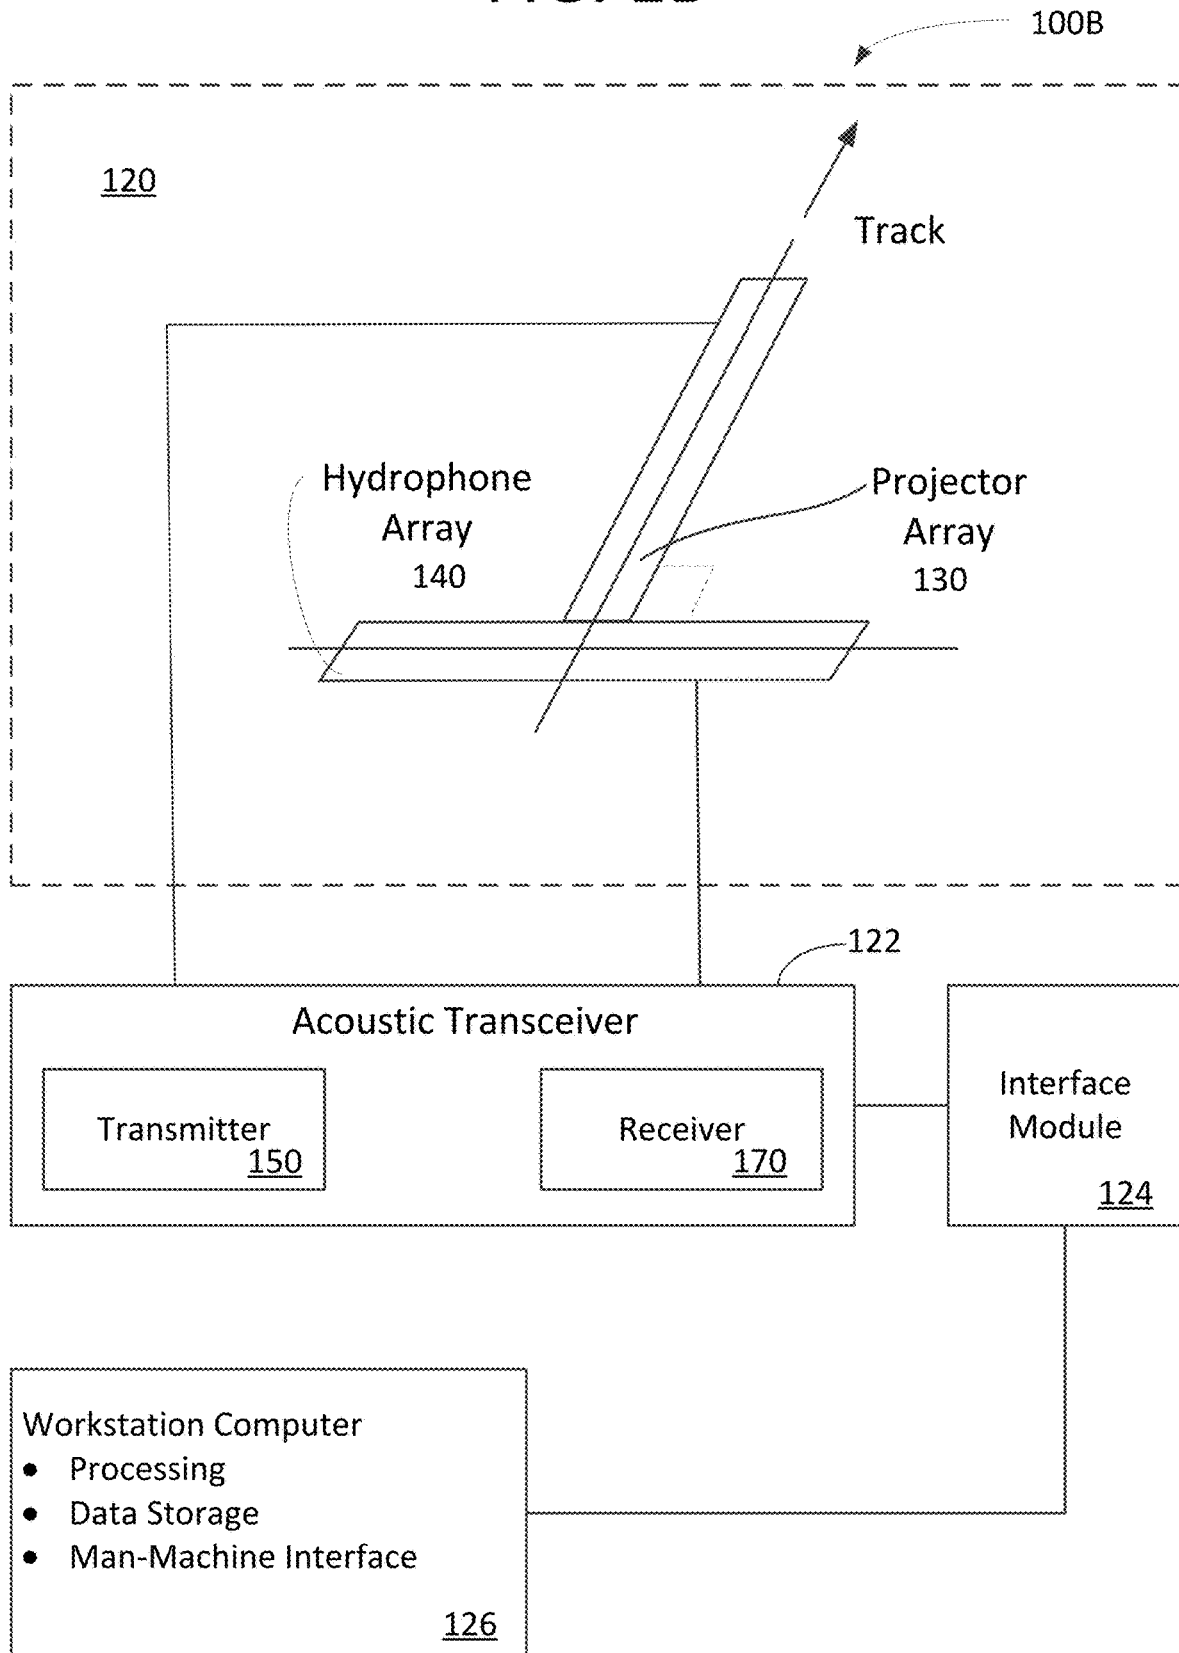 100B
120
Track
Hydrophone
Array
140
Projector
Array
130
122
Acoustic Transceiver
Transmitter
150
Receiver
170
Interface
Module
124
Workstation Computer
• Processing
• Data Storage
• Man-Machine Interface
126